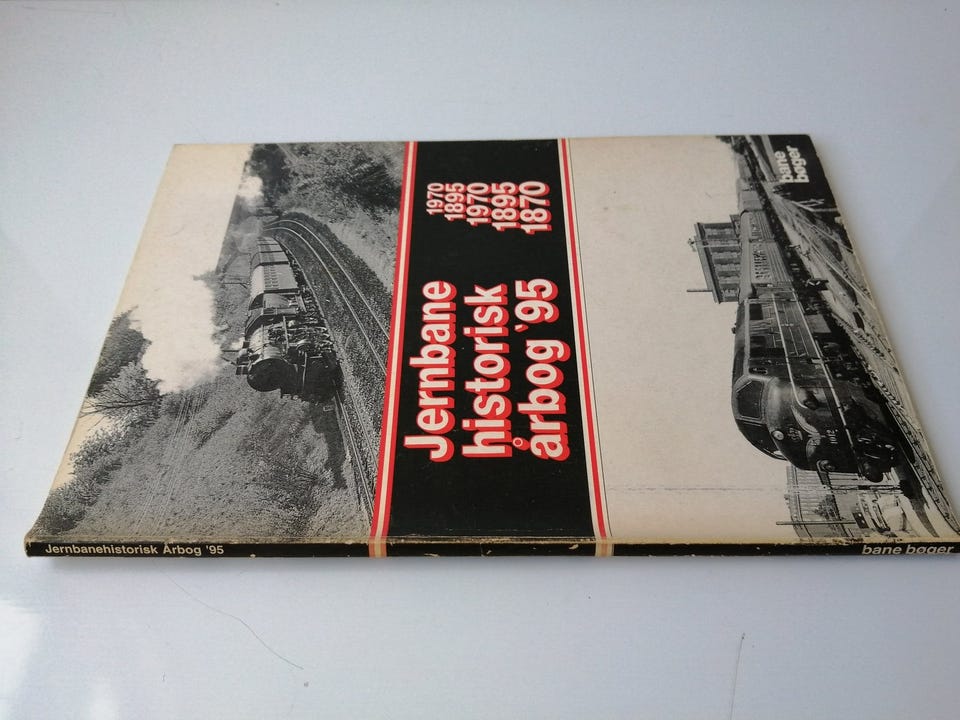 Jernbane
historisk
årbog '95
1970
1895
1970
1895
1870
bane
bøger
Jernbanehistorisk Årbog '95
bane bøger